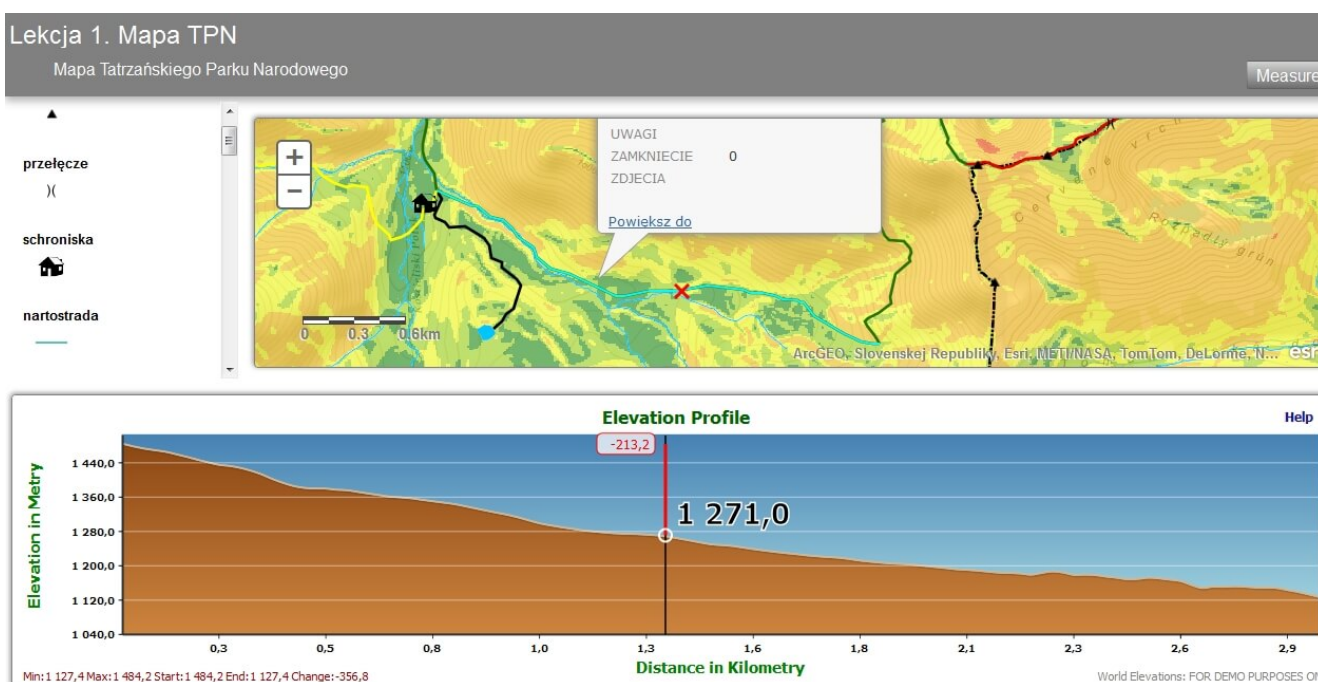 Lekcja 1. Mapa TPN
Mapa Tatrzańskiego Parku Narodowego
Measure
przełęcze
schroniska
nartostrada
+
−
UWAGI
ZAMKNIECIE 0
ZDJECIA
Powiększ do
0 0.3 0.6km
ArcGEO, Slovenskej Republiky, Esri, METI/NASA, TomTom, DeLorme, N... esri
Elevation Profile
Help
Elevation in Metry
1 440,0
1 360,0
1 280,0
1 200,0
1 120,0
1 040,0
-213,2
1 271,0
0,3 0,5 0,8 1,0 1,3 1,6 1,8 2,1 2,3 2,6 2,9
Distance in Kilometry
Min:1 127,4 Max:1 484,2 Start:1 484,2 End:1 127,4 Change:-356,8
World Elevations: FOR DEMO PURPOSES ON